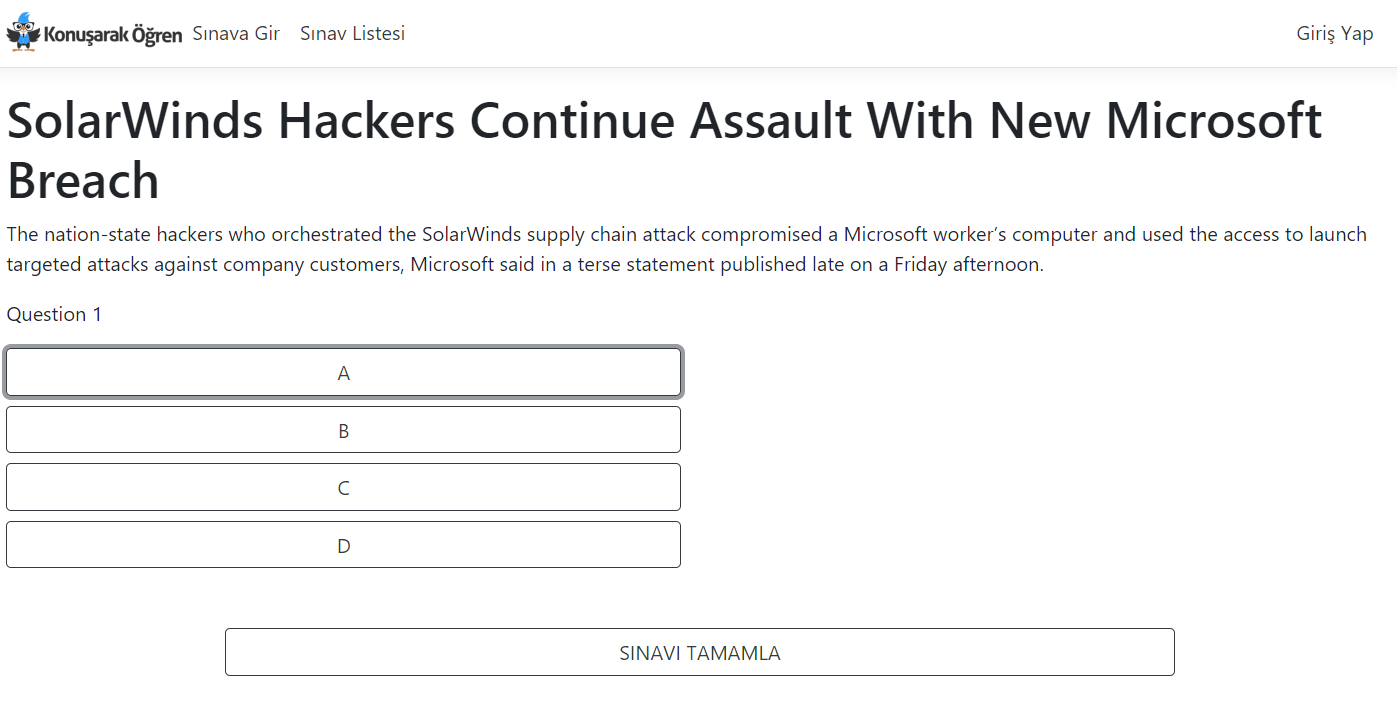 Konuşarak Öğren Sınava Gir Sınav Listesi Giriş Yap
SolarWinds Hackers Continue Assault With New Microsoft
Breach
The nation-state hackers who orchestrated the SolarWinds supply chain attack compromised a Microsoft worker’s computer and used the access to launch
targeted attacks against company customers, Microsoft said in a terse statement published late on a Friday afternoon.
Question 1
A
B
C
D
SINAVI TAMAMLA